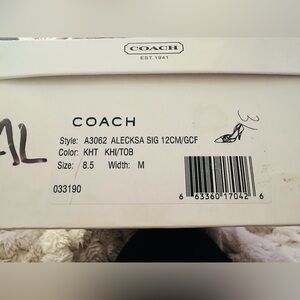 COACH
EST. 1941
AL
COACH
Style: A3062 ALECKSA SIG 12CM/GCF
Color: KHT KHI/TOB
Size: 8.5 Width: M
033190
6 63360 17042 6